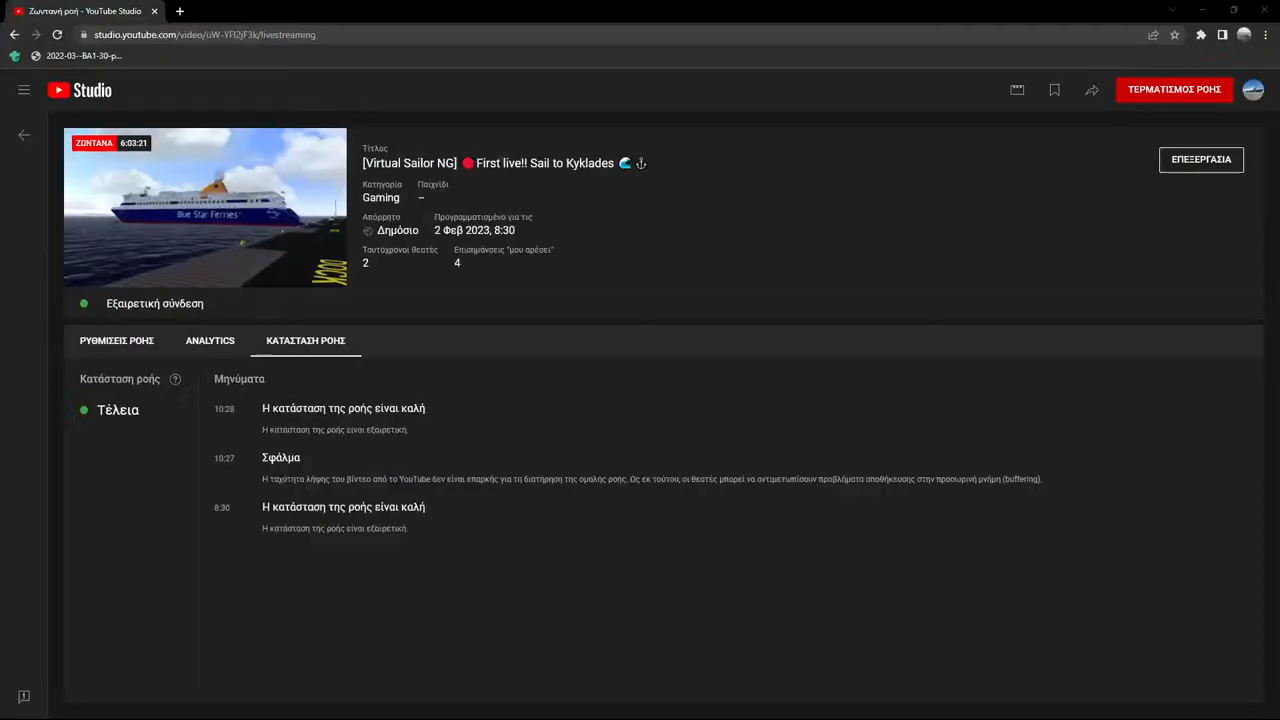 Ζωντανή ροή - YouTube Studio
studio.youtube.com/video/uW-YFl2jF3k/livestreaming
2022-03--BA1-30-p...
Studio
ΤΕΡΜΑΤΙΣΜΟΣ ΡΟΗΣ
ΖΩΝΤΑΝΑ 6:03:21
Blue Star Ferries
DOCK
Τίτλος
[Virtual Sailor NG] 🔴First live!! Sail to Kyklades 🌊 ⚓
ΕΠΕΞΕΡΓΑΣΙΑ
Κατηγορία Παιχνίδι
Gaming –
Απόρρητο Προγραμματισμένο για τις
Δημόσιο 2 Φεβ 2023, 8:30
Ταυτόχρονοι θεατές Επισημάνσεις "μου αρέσει"
2 4
Εξαιρετική σύνδεση
ΡΥΘΜΙΣΕΙΣ ΡΟΗΣ ANALYTICS ΚΑΤΑΣΤΑΣΗ ΡΟΗΣ
Κατάσταση ροής
Τέλεια
Μηνύματα
10:28 Η κατάσταση της ροής είναι καλή
Η κατάσταση της ροής είναι εξαιρετική.
10:27 Σφάλμα
Η ταχύτητα λήψης του βίντεο από το YouTube δεν είναι επαρκής για τη διατήρηση της ομαλής ροής. Ως εκ τούτου, οι θεατές μπορεί να αντιμετωπίσουν προβλήματα αποθήκευσης στην προσωρινή μνήμη (buffering).
8:30 Η κατάσταση της ροής είναι καλή
Η κατάσταση της ροής είναι εξαιρετική.